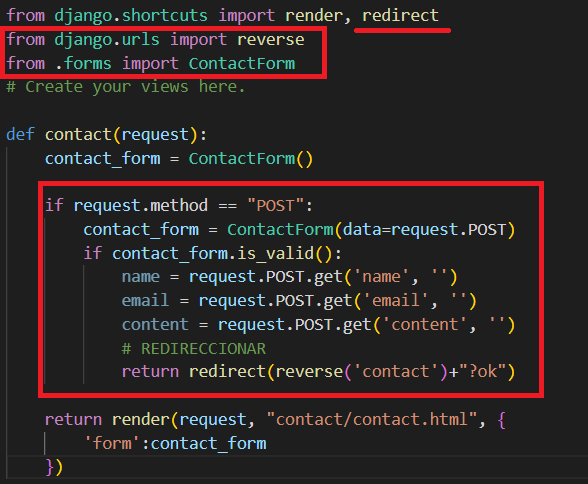 from django.shortcuts import render, redirect
from django.urls import reverse
from .forms import ContactForm
# Create your views here.
def contact(request):
    contact_form = ContactForm()
    if request.method == "POST":
        contact_form = ContactForm(data=request.POST)
        if contact_form.is_valid():
            name = request.POST.get('name', '')
            email = request.POST.get('email', '')
            content = request.POST.get('content', '')
            # REDIRECCIONAR
            return redirect(reverse('contact')+"?ok")
    return render(request, "contact/contact.html", {
        'form':contact_form
    })